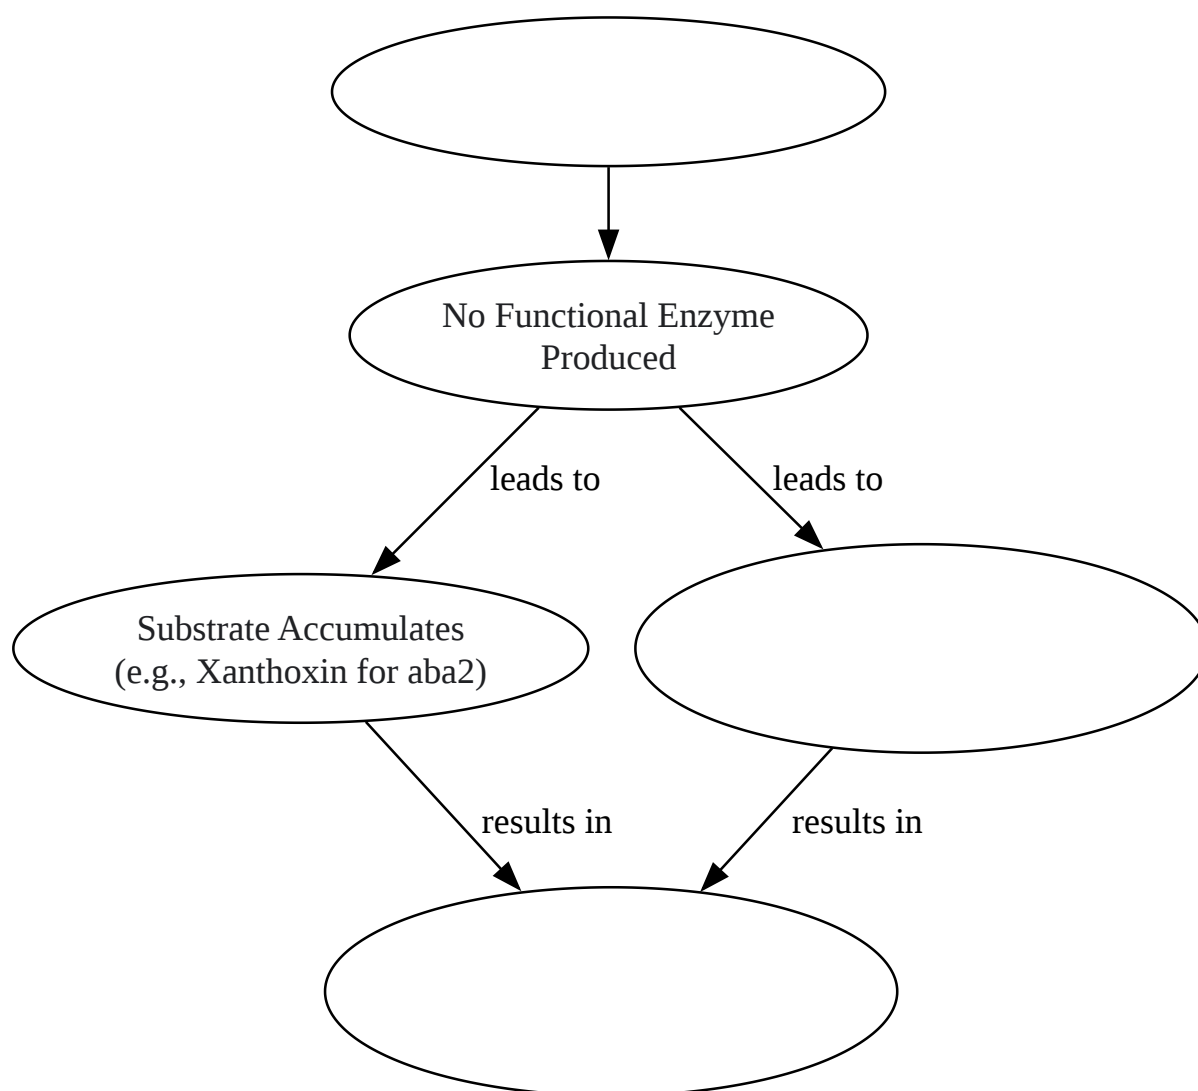 No Functional Enzyme
Produced
leads to
leads to
Substrate Accumulates
(e.g., Xanthoxin for aba2)
results in
results in